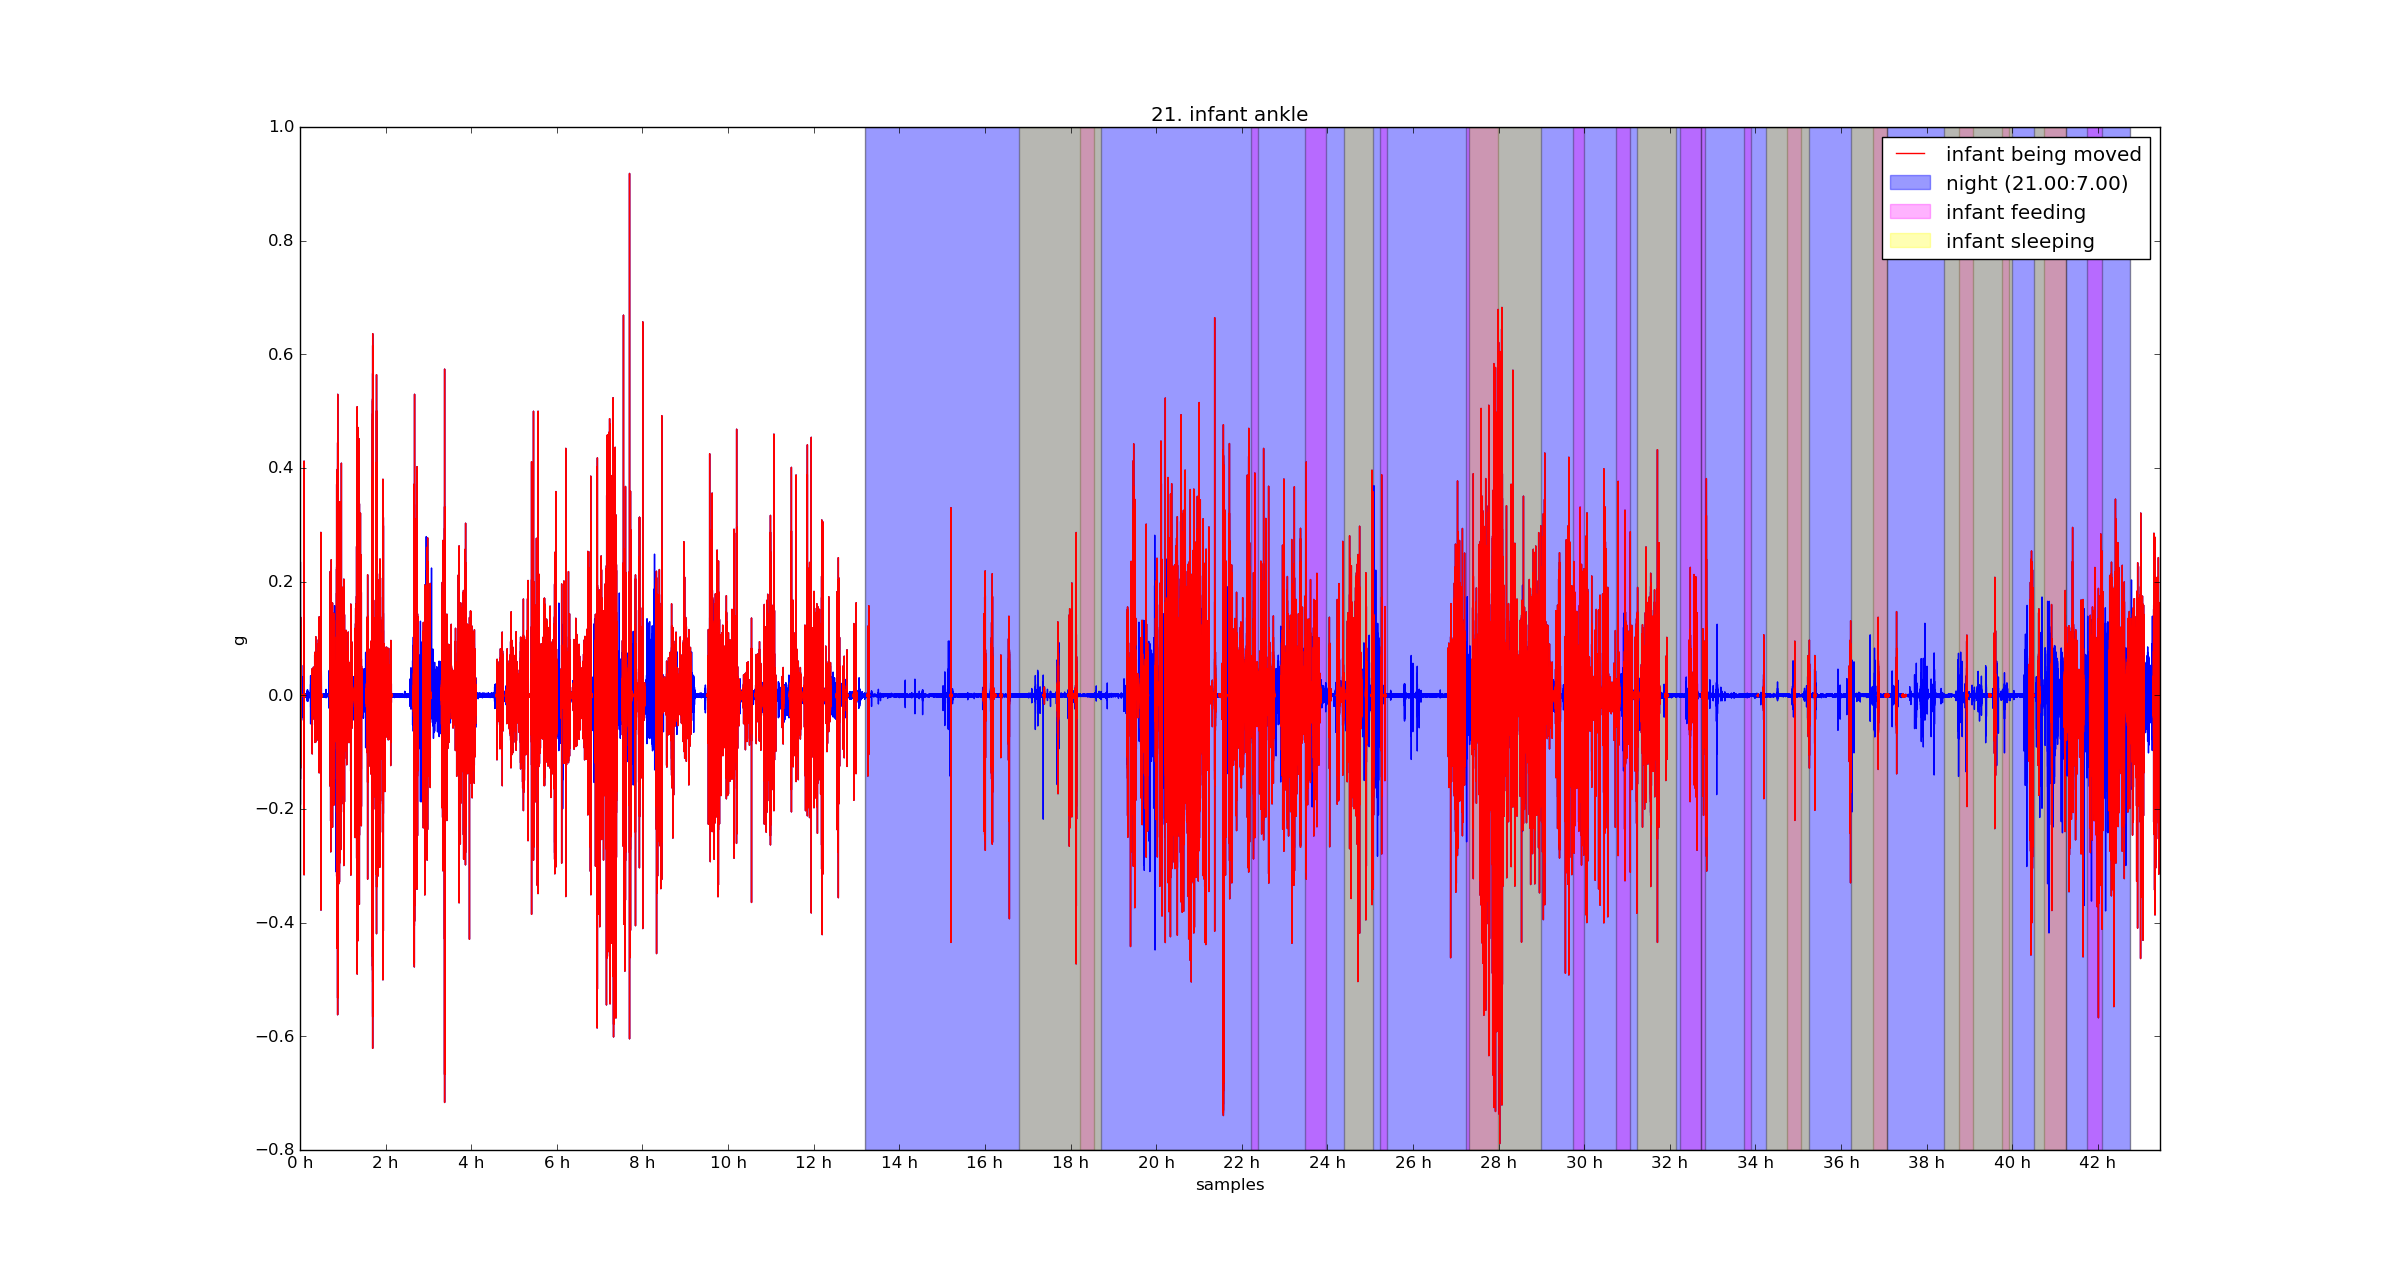 21. infant ankle
1.0
0.8
0.6
0.4
0.2
0.0
−0.2
−0.4
−0.6
−0.8
g
infant being moved
night (21.00:7.00)
infant feeding
infant sleeping
0 h 2 h 4 h 6 h 8 h 10 h 12 h 14 h 16 h 18 h 20 h 22 h 24 h 26 h 28 h 30 h 32 h 34 h 36 h 38 h 40 h 42 h
samples